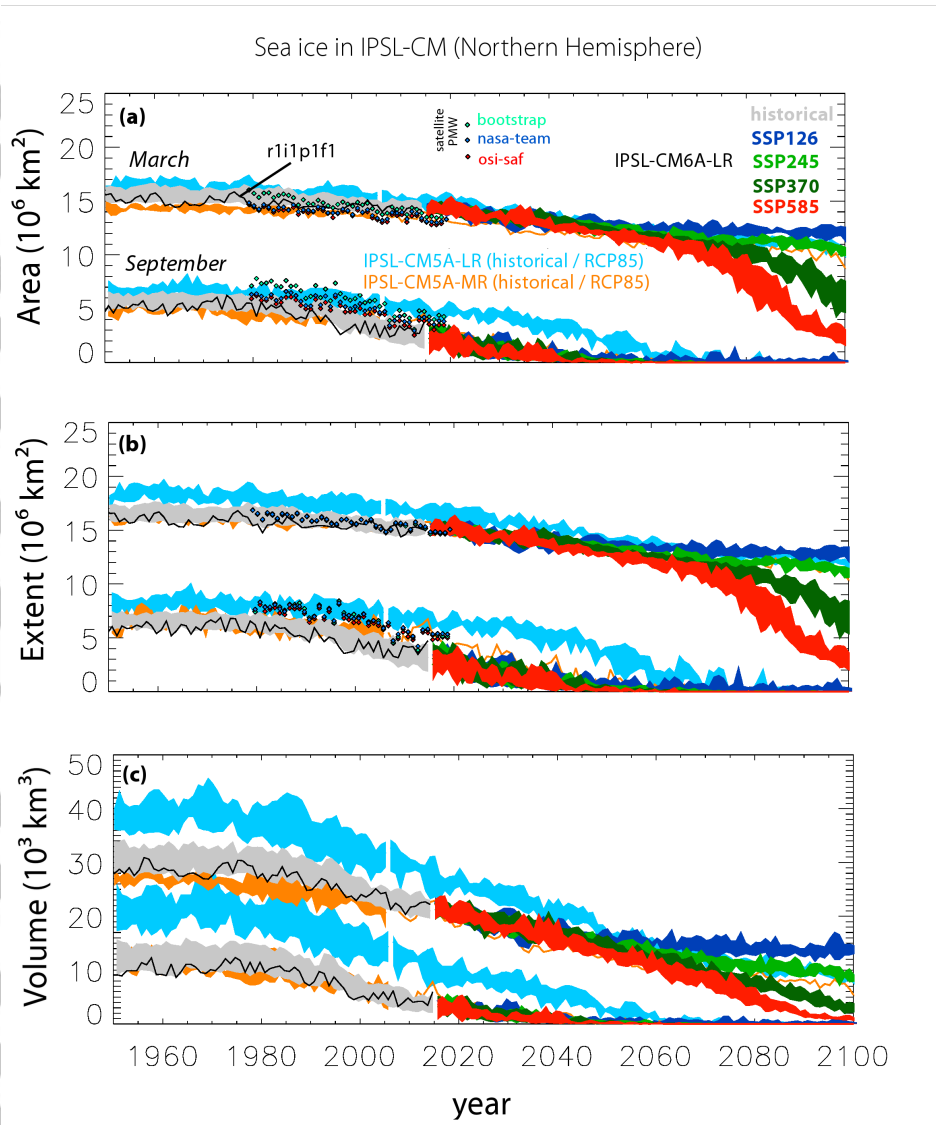 Sea ice in IPSL-CM (Northern Hemisphere)
(a)
Area (10⁶ km²)
25
20
15
10
5
0
March
r1i1p1f1
September
satellite
PMW
bootstrap
nasa-team
osi-saf
IPSL-CM6A-LR
historical
SSP126
SSP245
SSP370
SSP585
IPSL-CM5A-LR (historical / RCP85)
IPSL-CM5A-MR (historical / RCP85)
(b)
Extent (10⁶ km²)
25
20
15
10
5
0
(c)
Volume (10³ km³)
50
40
30
20
10
0
1960 1980 2000 2020 2040 2060 2080 2100
year